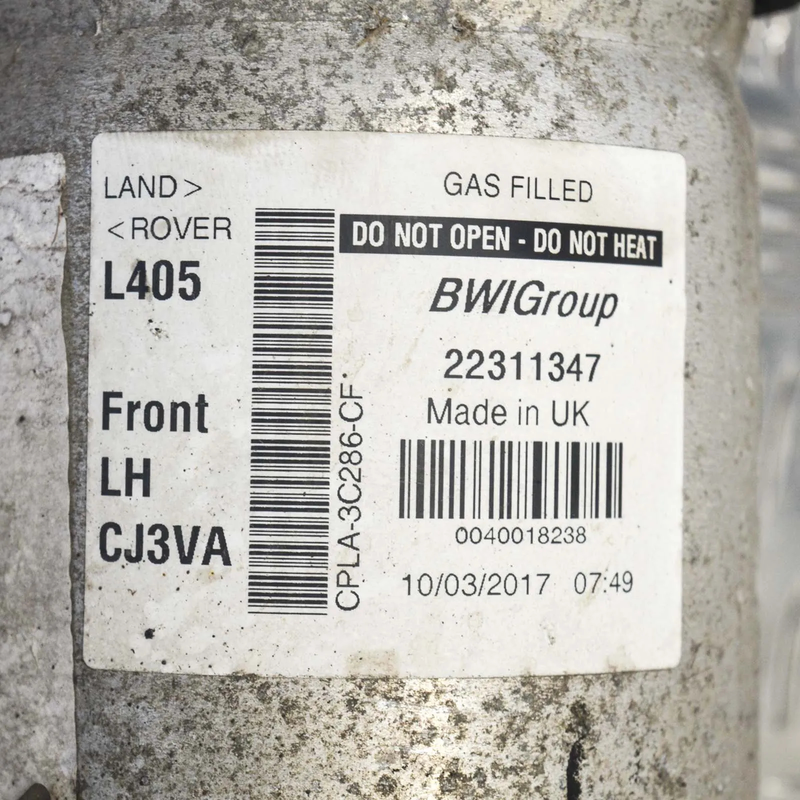 LAND >
< ROVER
L405
Front
LH
CJ3VA
CPLA-3C286-CF*
GAS FILLED
DO NOT OPEN - DO NOT HEAT
BWIGroup
22311347
Made in UK
0040018238
10/03/2017 07:49